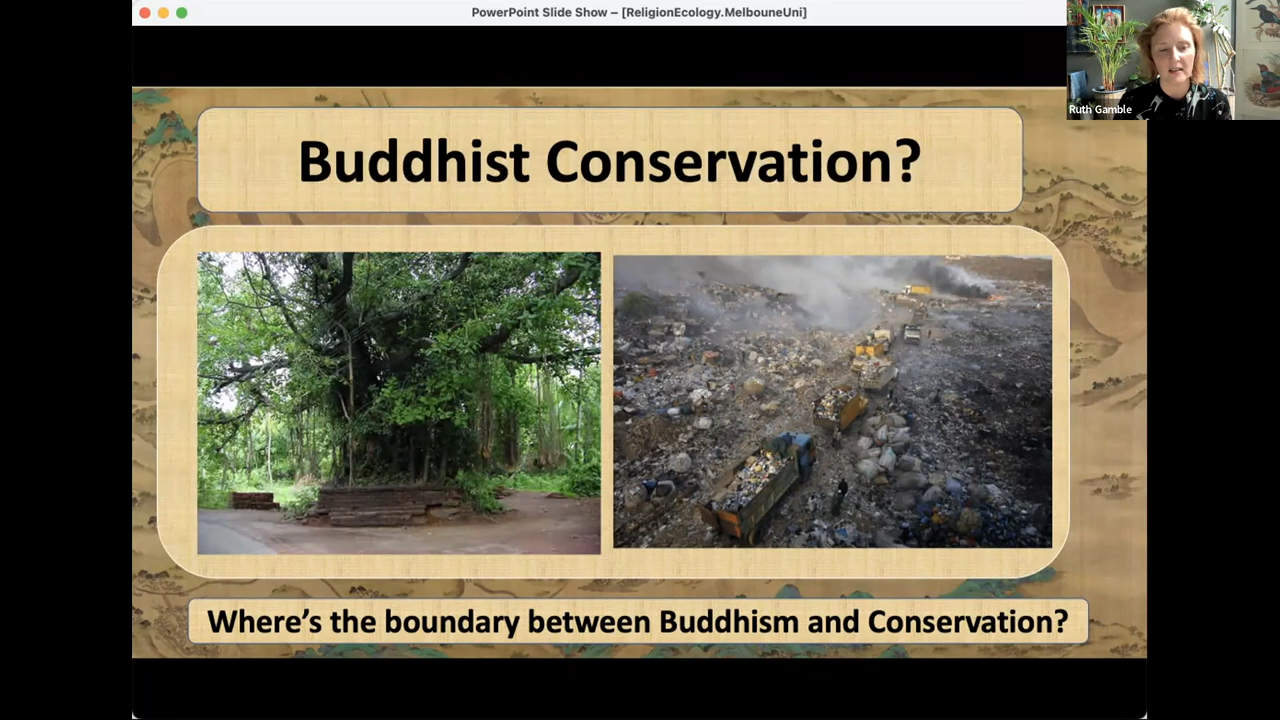 PowerPoint Slide Show – [ReligionEcology.MelbouneUni]
Ruth Gamble
Buddhist Conservation?
Where's the boundary between Buddhism and Conservation?